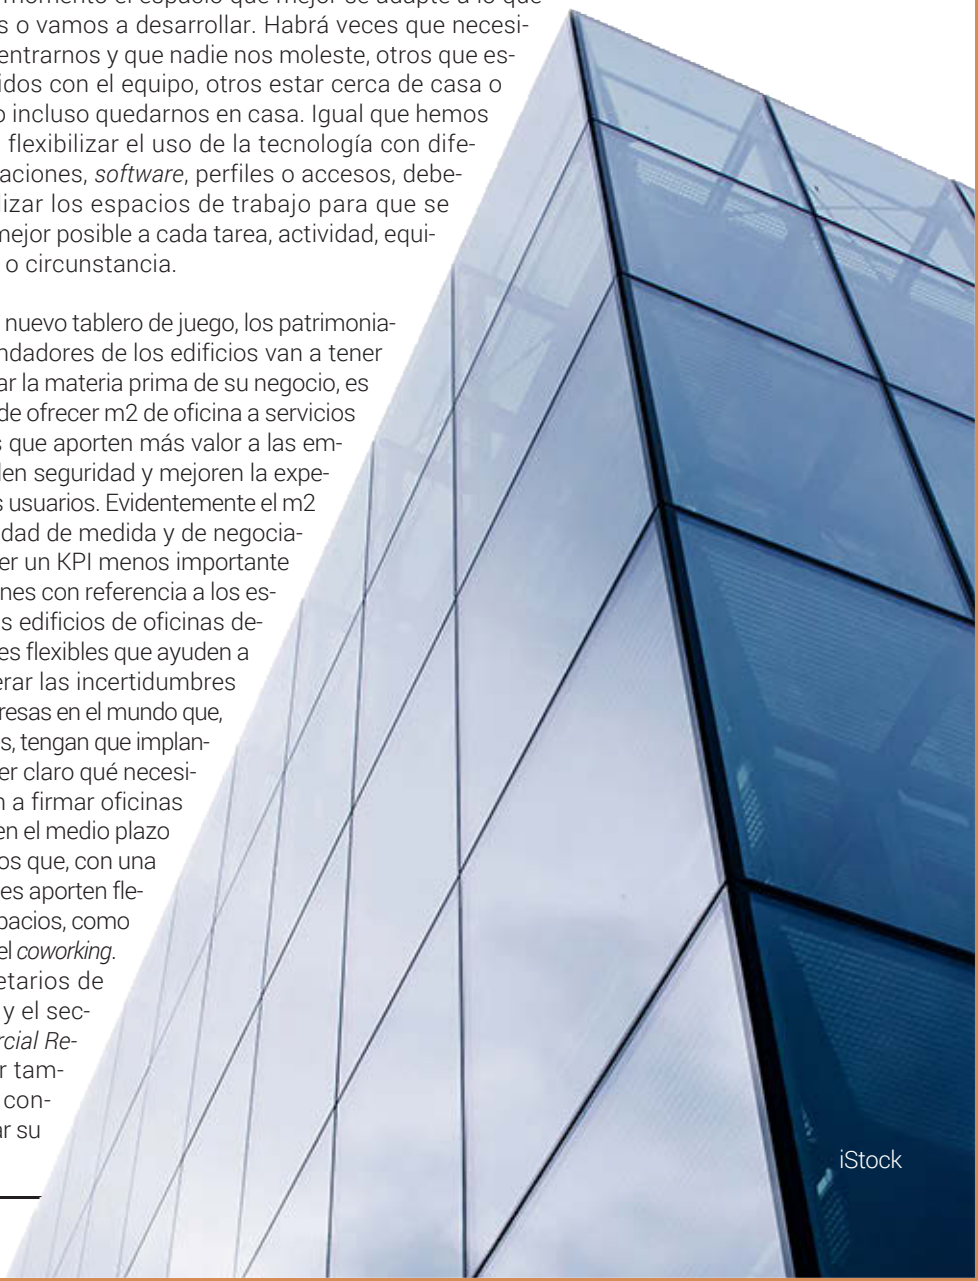 momento el espacio que mejor se adapte a lo que
s o vamos a desarrollar. Habrá veces que necesi-
entrarnos y que nadie nos moleste, otros que es-
idos con el equipo, otros estar cerca de casa o
o incluso quedarnos en casa. Igual que hemos
flexibilizar el uso de la tecnología con dife-
aciones, software, perfiles o accesos, debe-
lizar los espacios de trabajo para que se
mejor posible a cada tarea, actividad, equi-
o circunstancia.
nuevo tablero de juego, los patrimonia-
ndadores de los edificios van a tener
ar la materia prima de su negocio, es
de ofrecer m2 de oficina a servicios
s que aporten más valor a las em-
den seguridad y mejoren la expe-
s usuarios. Evidentemente el m2
idad de medida y de negocia-
er un KPI menos importante
nes con referencia a los es-
s edificios de oficinas de-
es flexibles que ayuden a
erar las incertidumbres
resas en el mundo que,
s, tengan que implan-
er claro qué necesi-
n a firmar oficinas
en el medio plazo
os que, con una
es aporten fle-
pacios, como
el coworking.
etarios de
y el sec-
rcial Re-
r tam-
con-
ar su
iStock